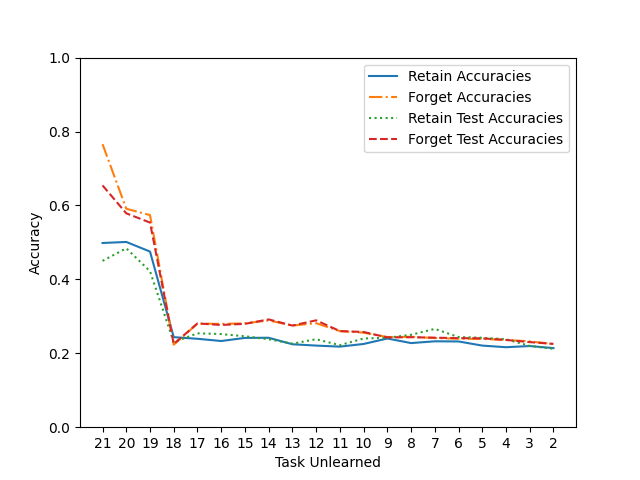 1.0
0.8
0.6
0.4
0.2
0.0
Accuracy
Retain Accuracies
Forget Accuracies
Retain Test Accuracies
Forget Test Accuracies
21 20 19 18 17 16 15 14 13 12 11 10 9 8 7 6 5 4 3 2
Task Unlearned